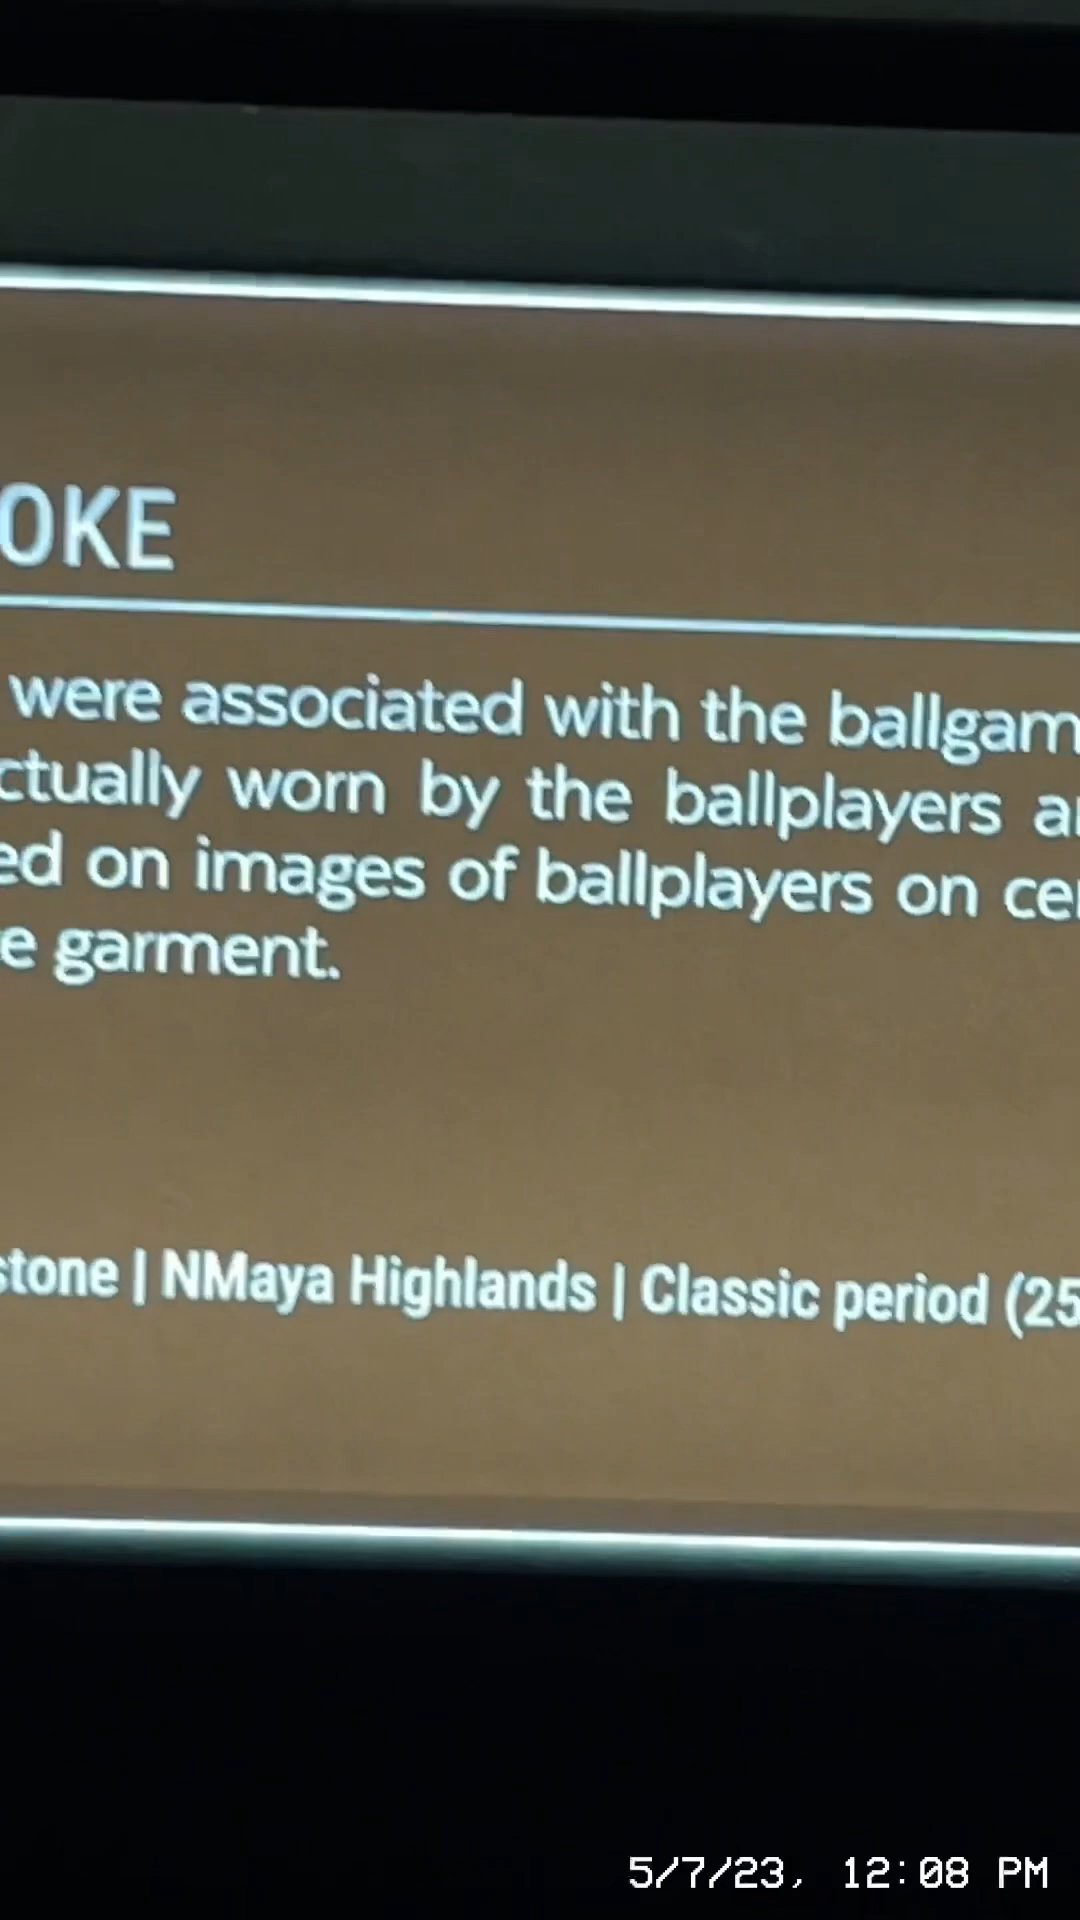 OKE
were associated with the ballgam
ctually worn by the ballplayers a
ed on images of ballplayers on ce
e garment.
stone | NMaya Highlands | Classic period (25
5/7/23, 12:08 PM